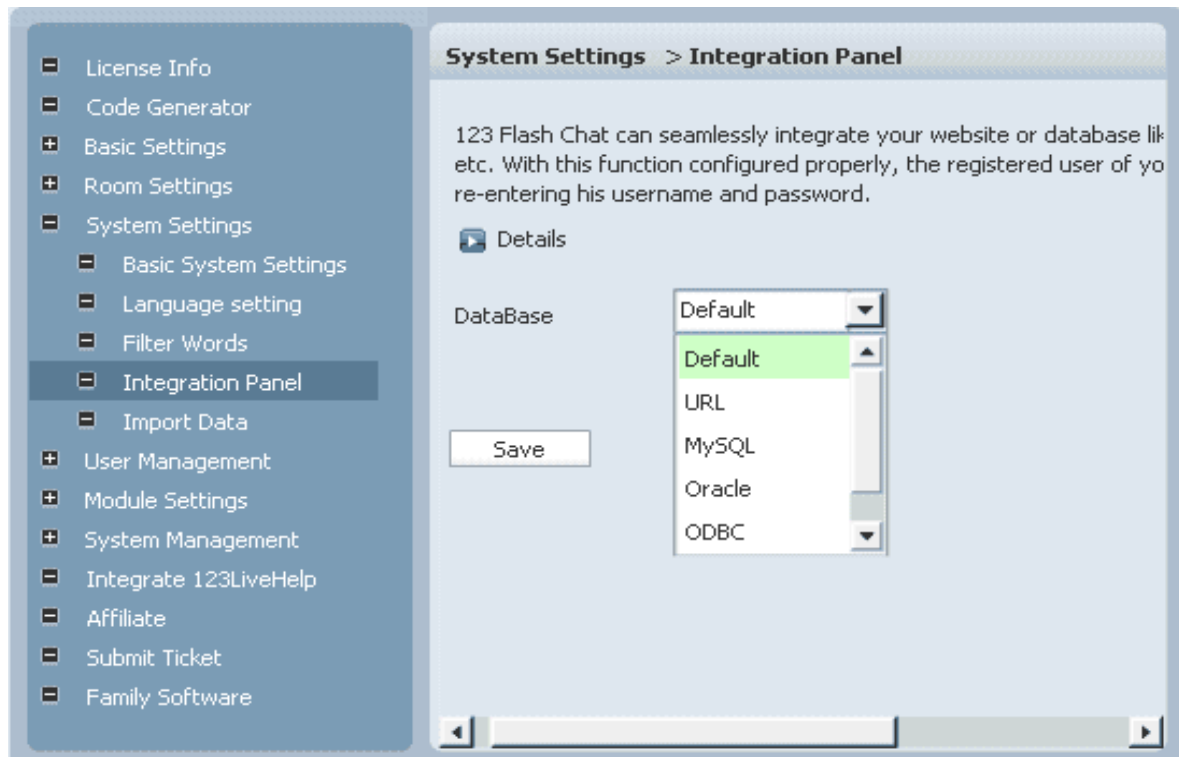 License Info
Code Generator
Basic Settings
Room Settings
System Settings
Basic System Settings
Language setting
Filter Words
Integration Panel
Import Data
User Management
Module Settings
System Management
Integrate 123LiveHelp
Affiliate
Submit Ticket
Family Software
System Settings > Integration Panel
123 Flash Chat can seamlessly integrate your website or database lik
etc. With this function configured properly, the registered user of yo
re-entering his username and password.
Details
DataBase Default
Default
URL
MySQL
Oracle
ODBC
Save